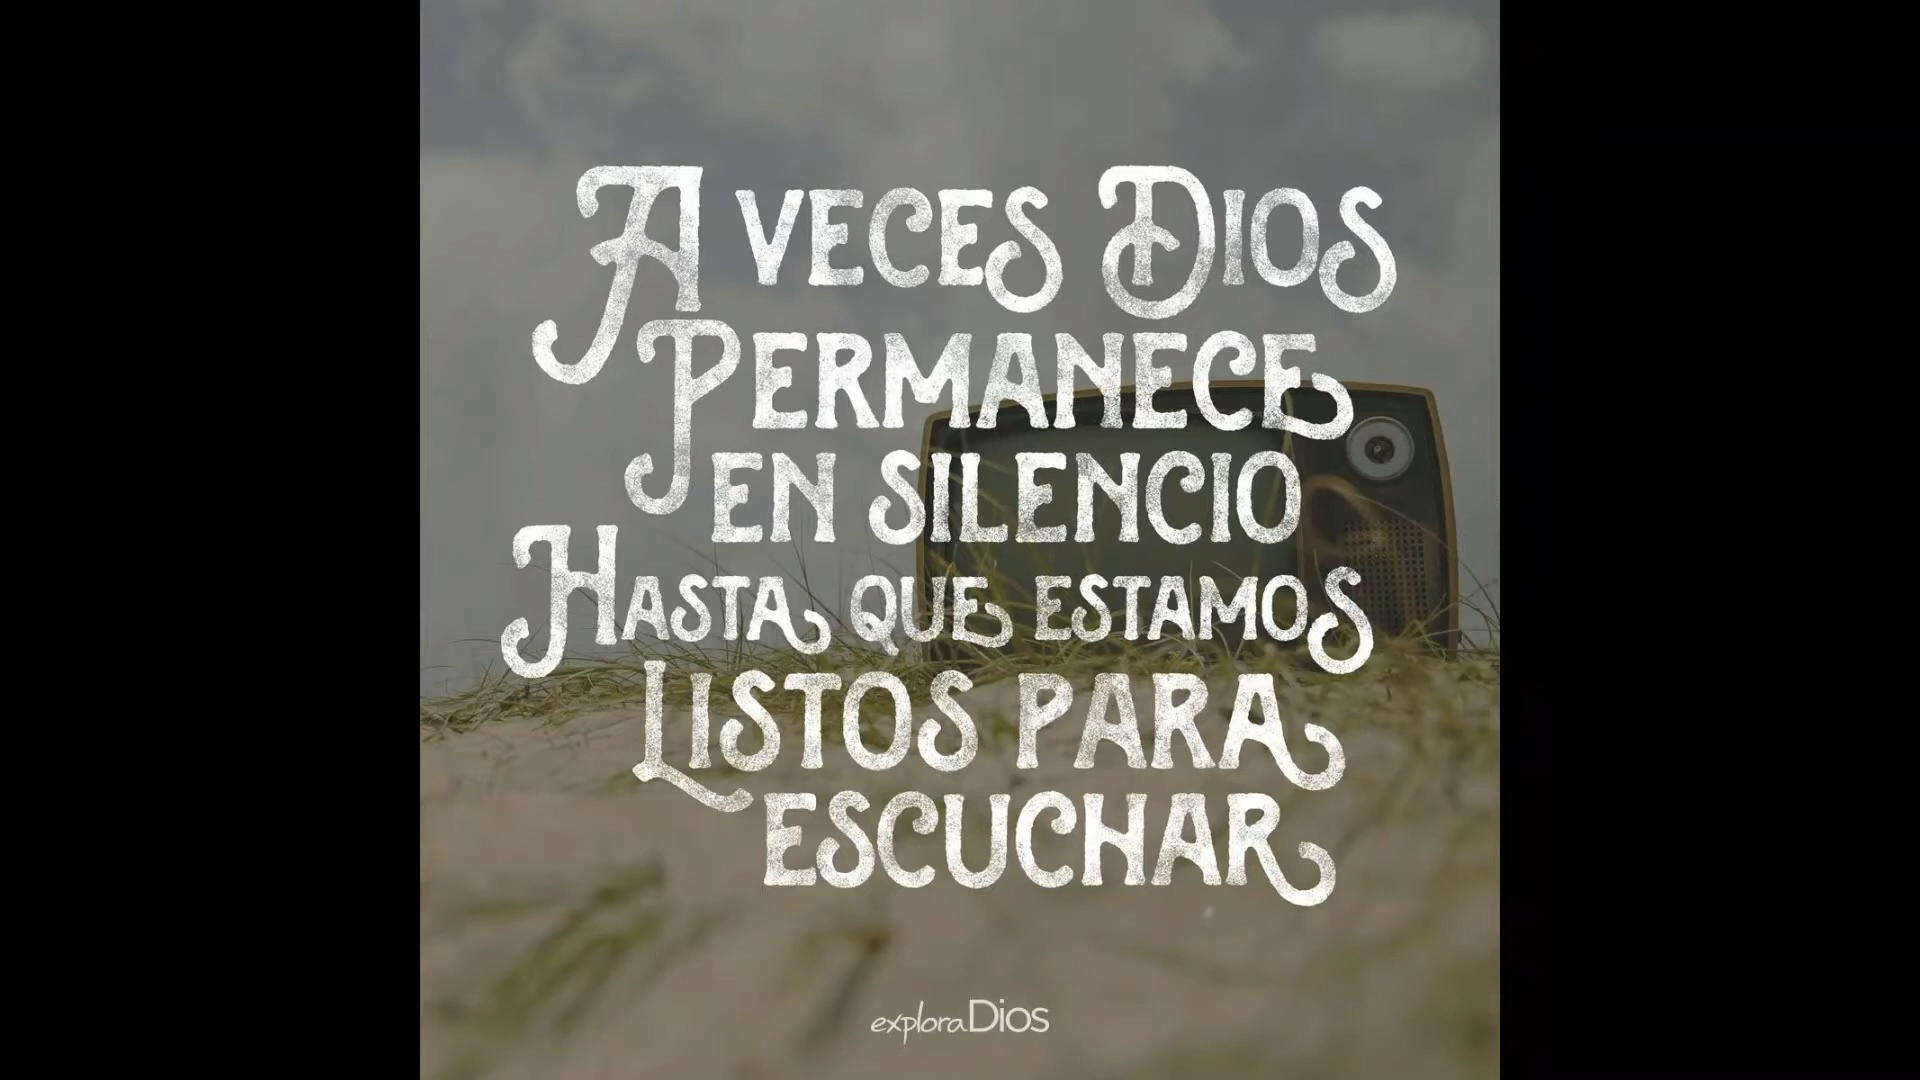 A VECES DIOS
PERMANECE
EN SILENCIO
HASTA QUE ESTAMOS
LISTOS PARA
ESCUCHAR
exploraDios